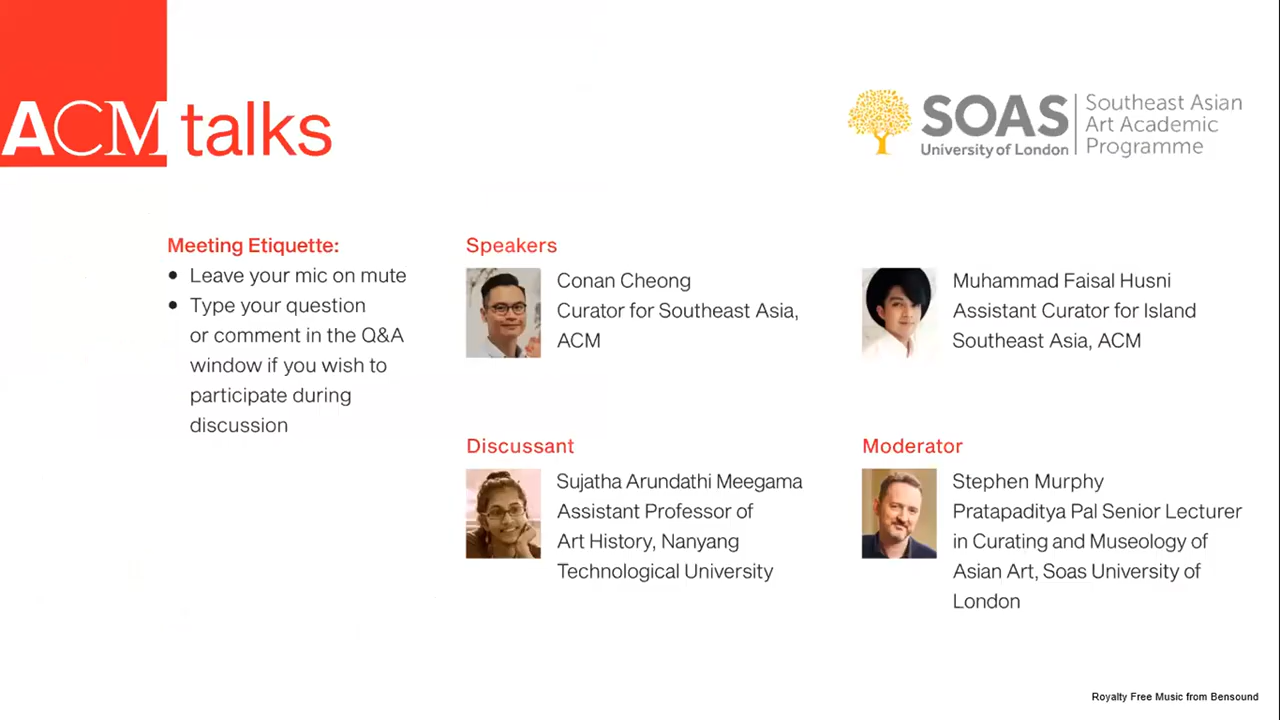 ACM talks
SOAS
University of London
Southeast Asian
Art Academic
Programme
Meeting Etiquette:
• Leave your mic on mute
• Type your question
or comment in the Q&A
window if you wish to
participate during
discussion
Speakers
Conan Cheong
Curator for Southeast Asia,
ACM
Muhammad Faisal Husni
Assistant Curator for Island
Southeast Asia, ACM
Discussant
Sujatha Arundathi Meegama
Assistant Professor of
Art History, Nanyang
Technological University
Moderator
Stephen Murphy
Pratapaditya Pal Senior Lecturer
in Curating and Museology of
Asian Art, Soas University of
London
Royalty Free Music from Bensound